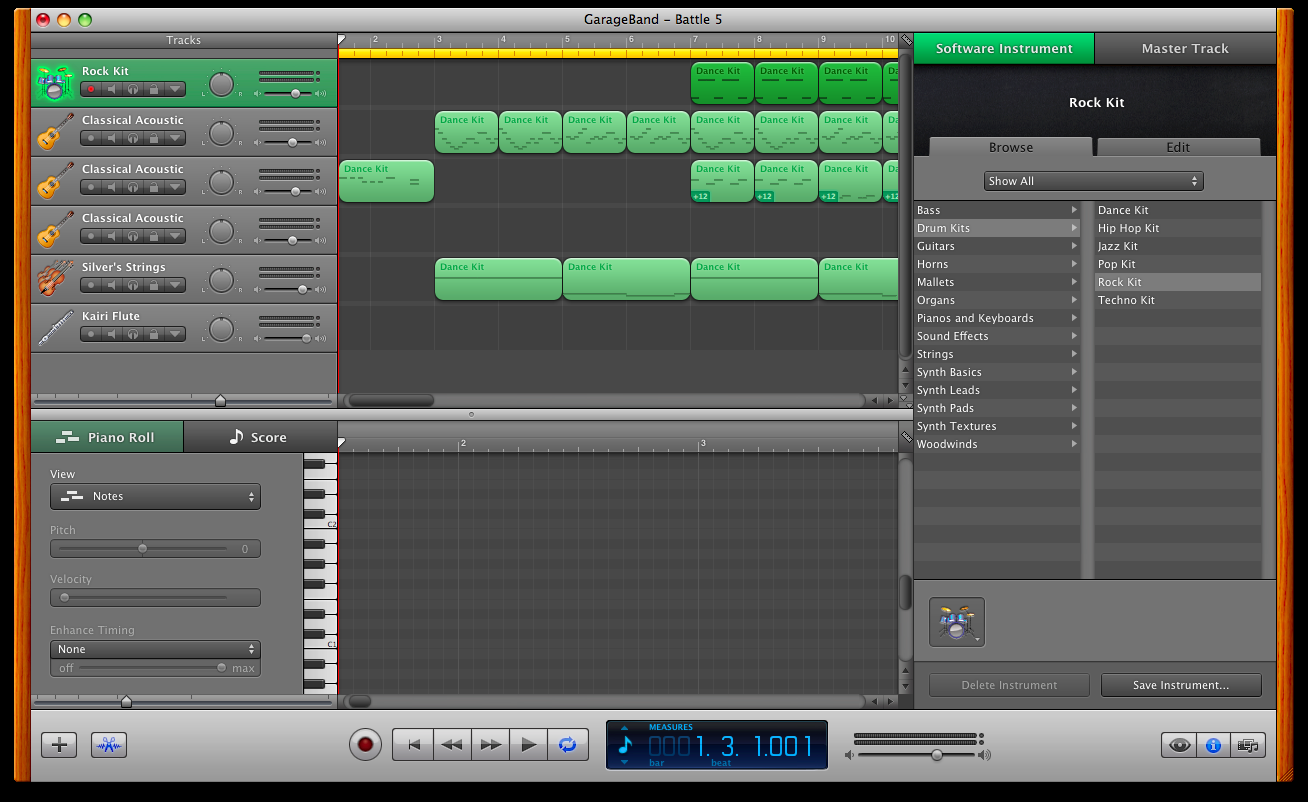 GarageBand – Battle 5
Tracks
2 3 4 5 6 7 8 9 10
Software Instrument
Master Track
Rock Kit
L R
Dance Kit Dance Kit Dance Kit
Classical Acoustic
L R
Dance Kit Dance Kit Dance Kit Dance Kit Dance Kit Dance Kit Dance Kit
Classical Acoustic
L R
Dance Kit Dance Kit Dance Kit Dance Kit
+12 +12 +12 +12
Classical Acoustic
L R
Silver's Strings
L R
Dance Kit Dance Kit Dance Kit Dance Kit
Kairi Flute
L R
Rock Kit
Browse
Edit
Show All
Bass
Drum Kits
Guitars
Horns
Mallets
Organs
Pianos and Keyboards
Sound Effects
Strings
Synth Basics
Synth Leads
Synth Pads
Synth Textures
Woodwinds
Dance Kit
Hip Hop Kit
Jazz Kit
Pop Kit
Rock Kit
Techno Kit
Piano Roll
Score
2 3
View
Notes
Pitch
0
Velocity
Enhance Timing
None
off max
C2
C1
Delete Instrument
Save Instrument...
MEASURES
1. 3. 1.001
bar beat